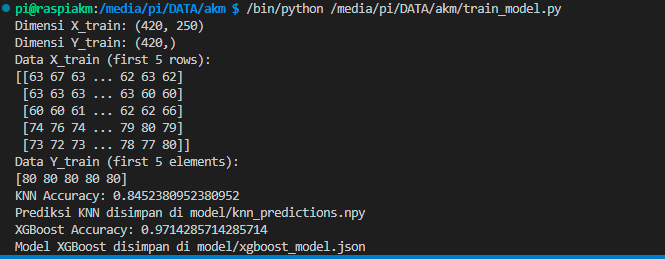 pi@raspiakm:/media/pi/DATA/akm $ /bin/python /media/pi/DATA/akm/train_model.py
Dimensi X_train: (420, 250)
Dimensi Y_train: (420,)
Data X_train (first 5 rows):
[[63 67 63 ... 62 63 62]
 [63 63 63 ... 63 60 60]
 [60 60 61 ... 62 62 66]
 [74 76 74 ... 79 80 79]
 [73 72 73 ... 78 77 80]]
Data Y_train (first 5 elements):
[80 80 80 80 80]
KNN Accuracy: 0.8452380952380952
Prediksi KNN disimpan di model/knn_predictions.npy
XGBoost Accuracy: 0.9714285714285714
Model XGBoost disimpan di model/xgboost_model.json